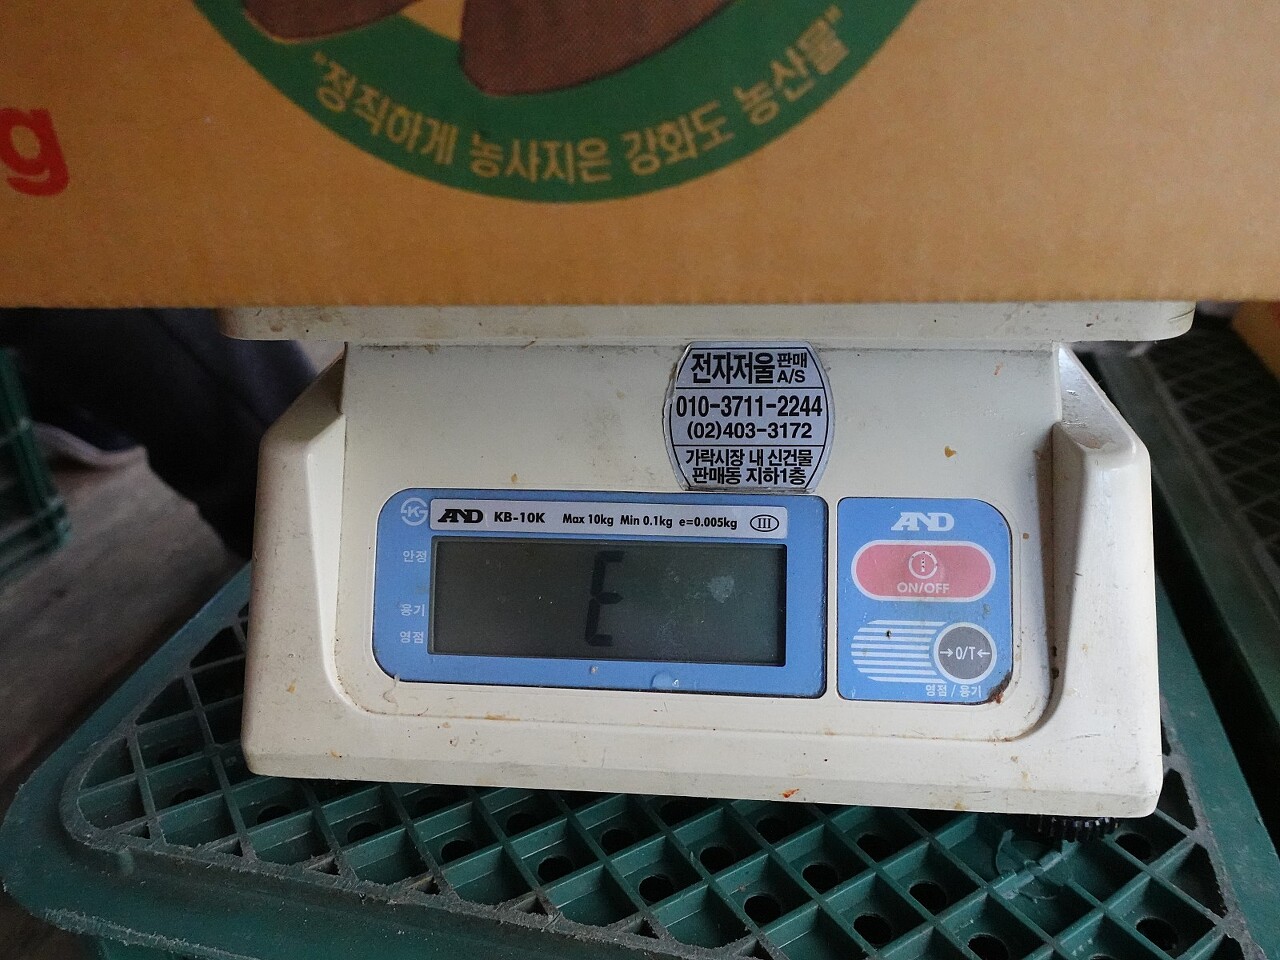 g
"정직하게 농사지은 강화도 농산물"
전자저울 판매 A/S
010-3711-2244
(02)403-3172
가락시장 내 신건물
판매동 지하1층
AND KB-10K Max 10kg Min 0.1kg e=0.005kg III
안정
용기
영점
E
AND
ON/OFF
→0/T←
영점 / 용기